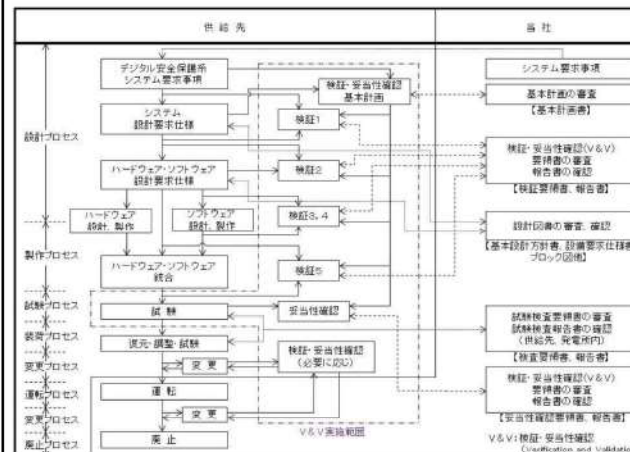 供給先
当社
デジタル安全保護所
システム要求事項
システム要求事項
検証・妥当性確認
基本計画
基本計画の審査
【基本計画書】
システム
設計要求仕様
検証1
設計プロセス
検証・妥当性確認(V&V)
要領書の審査
報告書の確認
【検証要領書、報告書】
ハードウェア・ソフトウェア
設計要求仕様
検証2
ハードウェア
設計、製作
ソフトウェア
設計、製作
検証3、4
設計図書の審査、確認
【基本設計方針書、設備要求仕様書
ブロック図他】
製作プロセス
ハードウェア・ソフトウェア
統合
検証5
試験プロセス
試験
妥当性確認
試験検査要領書の審査
試験検査報告書の確認
(供給先、発電所内)
【検査要領書、報告書】
装荷プロセス
復元・調整・試験
変更プロセス
変更
検証・妥当性確認
(必要に応じ)
運転プロセス
運転
検証・妥当性確認(V&V)
要領書の審査
報告書の確認
【妥当性確認要領書、報告書】
変更プロセス
変更
V&V実施範囲
廃止プロセス
廃止
V&V:検証・妥当性確認
(Verification and Validation